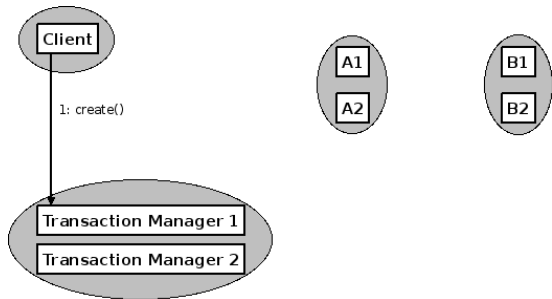 Client
A1
A2
B1
B2
1: create()
Transaction Manager 1
Transaction Manager 2